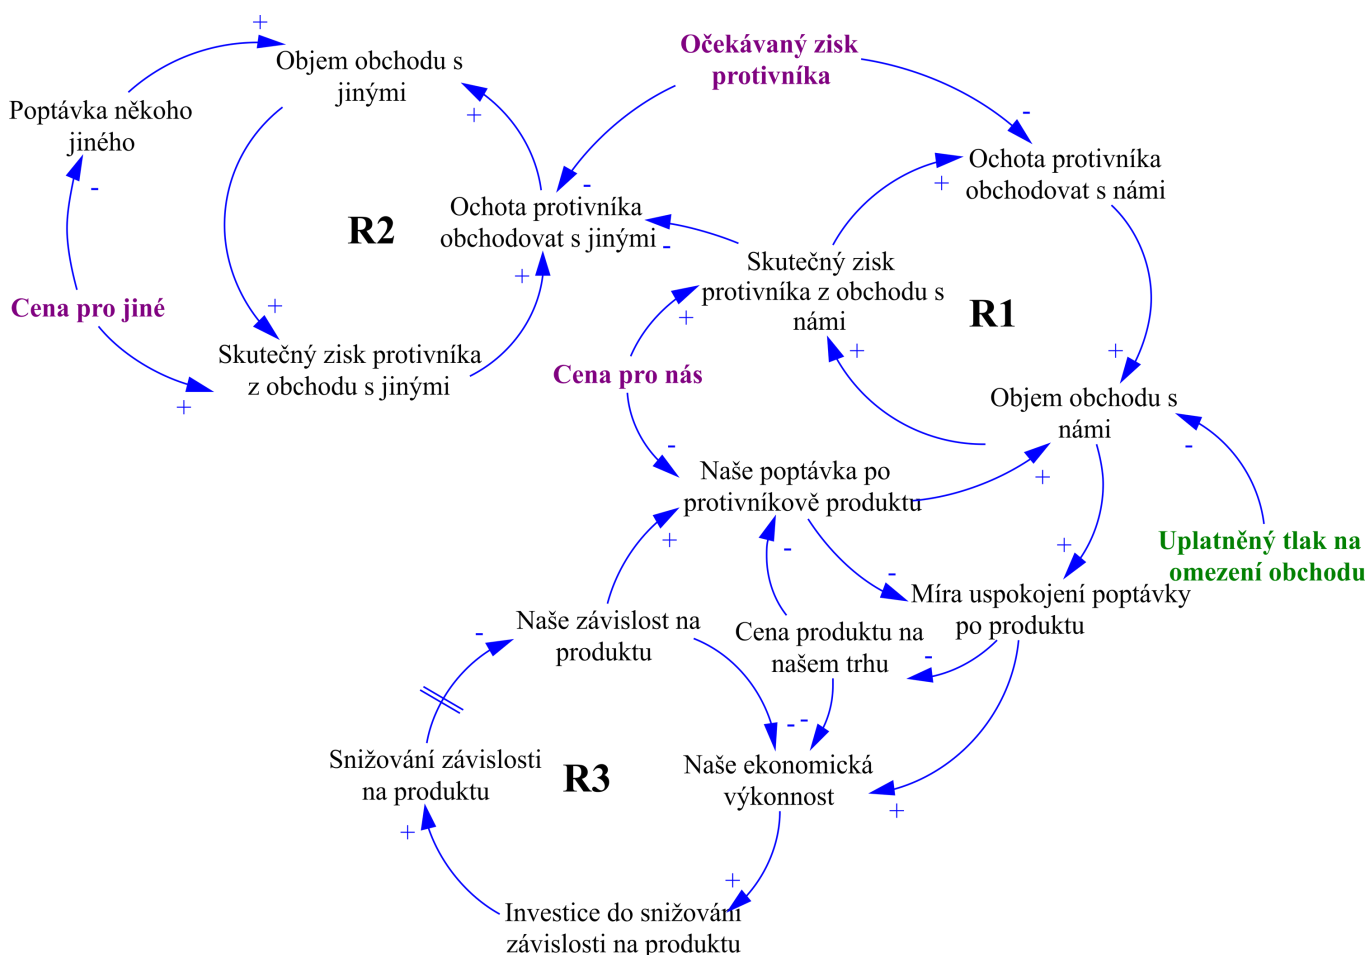 +
Objem obchodu s
jinými
Očekávaný zisk
protivníka
Poptávka někoho
jiného
+
-
-
-
Ochota protivníka
obchodovat s námi
+
Ochota protivníka
obchodovat s jinými
R2
-
Skutečný zisk
protivníka z obchodu s
námi
+
R1
Cena pro jiné
+
+
+
+
Skutečný zisk protivníka
z obchodu s jinými
+
Cena pro nás
Objem obchodu s
námi
-
-
Naše poptávka po
protivníkově produktu
+
+
-
+
Uplatněný tlak na
omezení obchodu
-
Míra uspokojení poptávky
po produktu
Naše závislost na
produktu
Cena produktu na
našem trhu
-
-
- -
Snižování závislosti
na produktu
R3
Naše ekonomická
výkonnost
+
+
+
Investice do snižování
závislosti na produktu